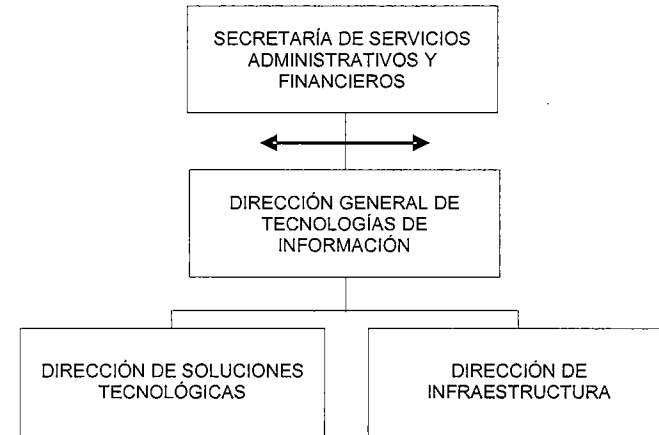 SECRETARÍA DE SERVICIOS
ADMINISTRATIVOS Y
FINANCIEROS
DIRECCIÓN GENERAL DE
TECNOLOGÍAS DE
INFORMACIÓN
DIRECCIÓN DE SOLUCIONES
TECNOLÓGICAS
DIRECCIÓN DE
INFRAESTRUCTURA